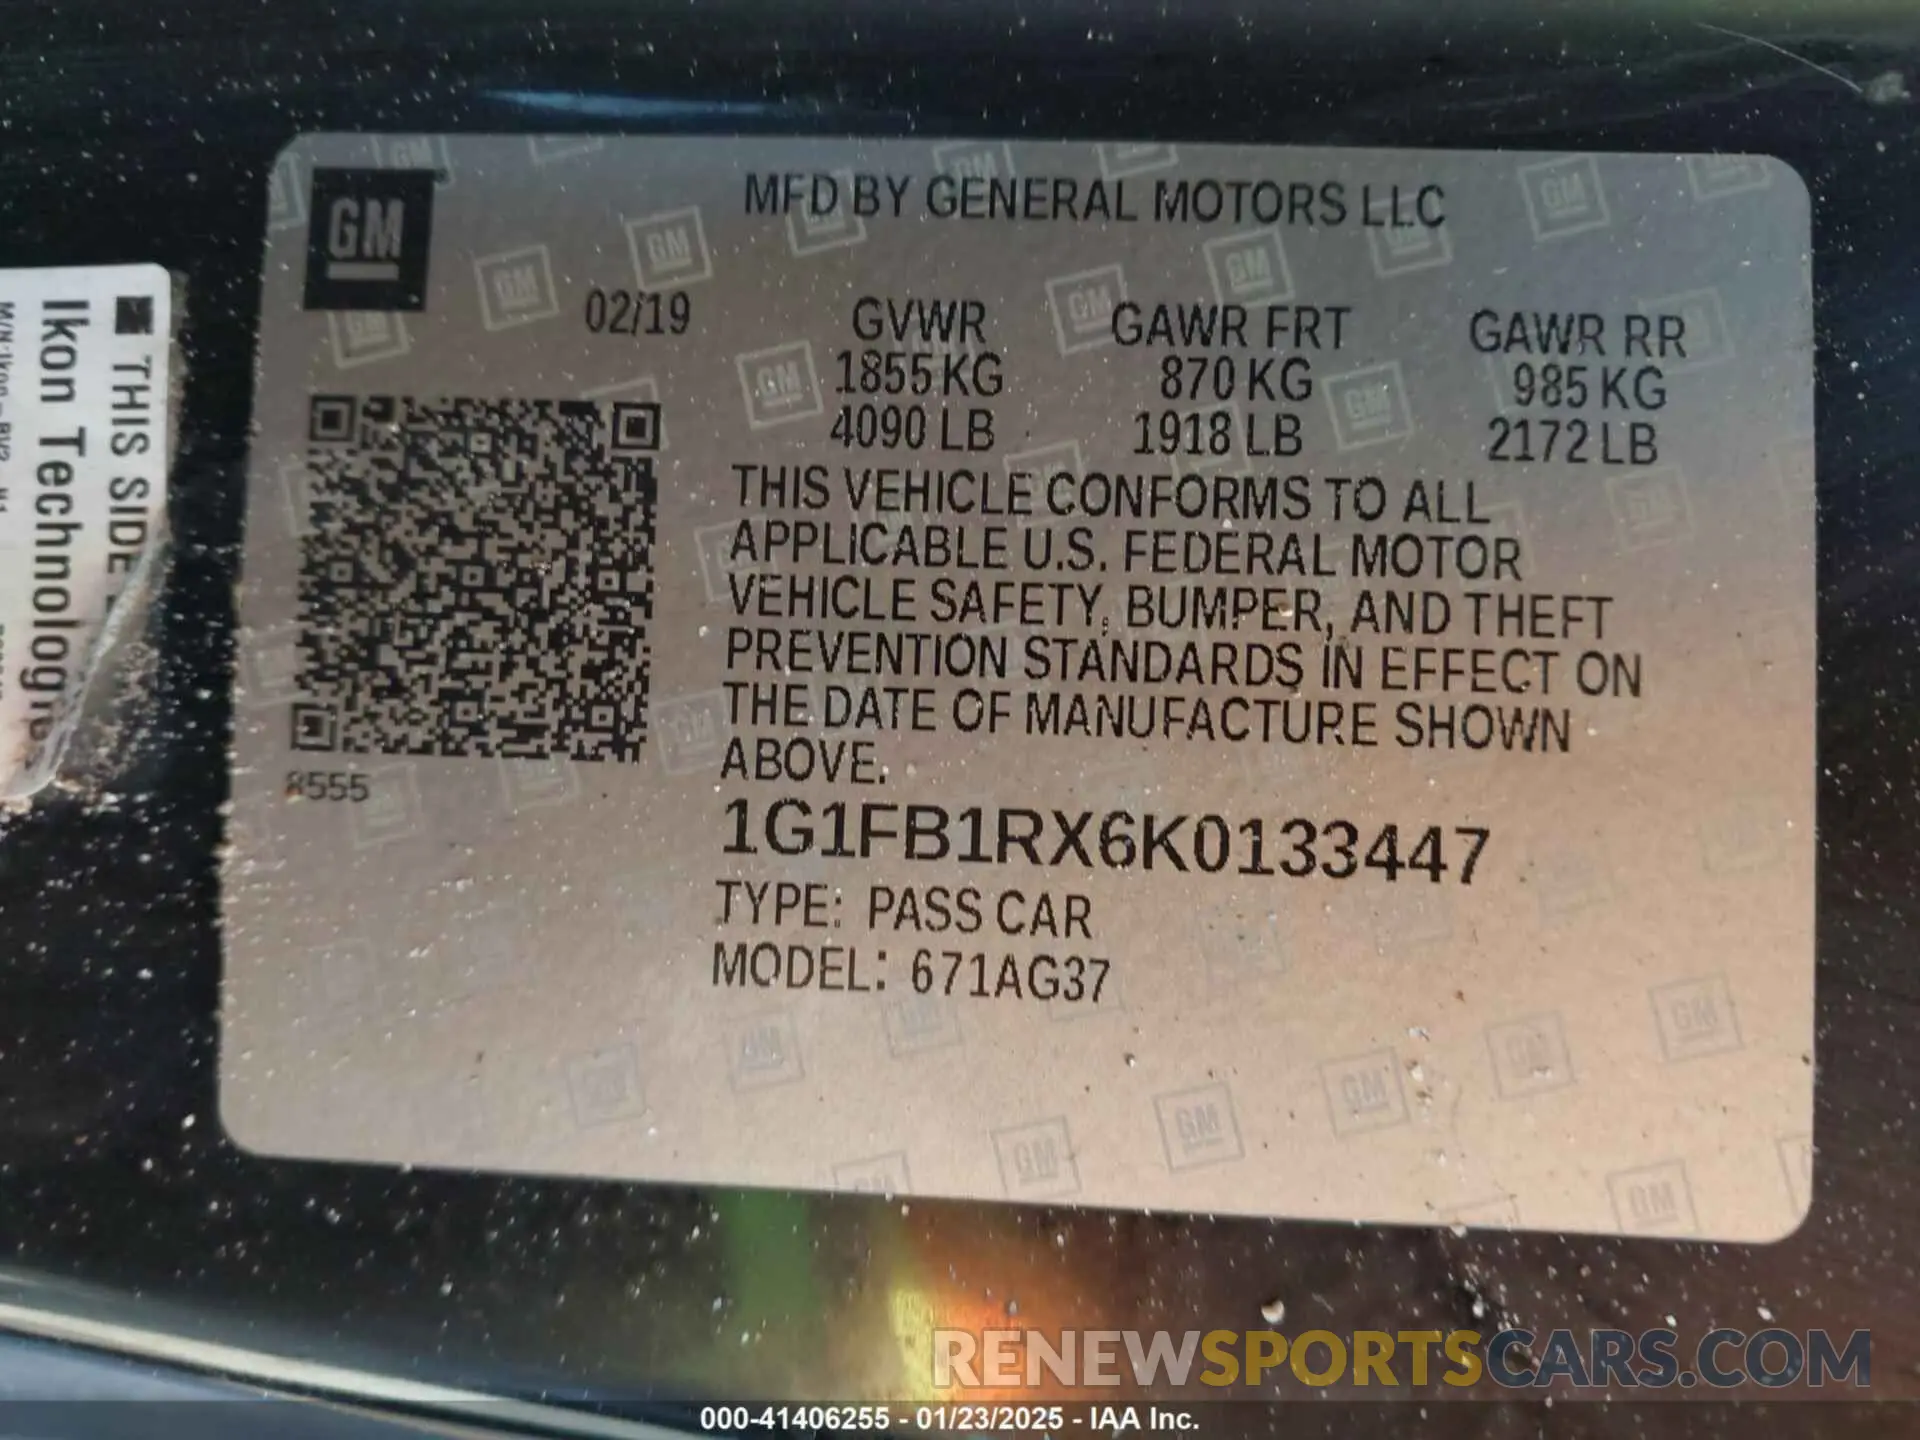 GM
MFD BY GENERAL MOTORS LLC
02/19
GVWR GAWR FRT GAWR RR
1855 KG 870 KG 985 KG
4090 LB 1918 LB 2172 LB
THIS VEHICLE CONFORMS TO ALL
APPLICABLE U.S. FEDERAL MOTOR
VEHICLE SAFETY, BUMPER, AND THEFT
PREVENTION STANDARDS IN EFFECT ON
THE DATE OF MANUFACTURE SHOWN
ABOVE.
8555
1G1FB1RX6K0133447
TYPE: PASS CAR
MODEL: 671AG37
THIS SIDE
Ikon Technologies
RENEWSPORTSCARS.COM
000-41406255 - 01/23/2025 - IAA Inc.